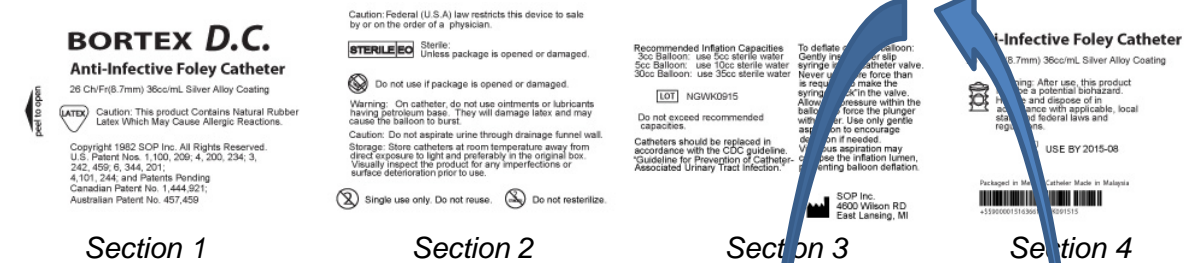 BORTEX D.C.
Anti-Infective Foley Catheter
26 Ch/Fr(8.7mm) 36cc/mL Silver Alloy Coating
peel to open
LATEX
Caution: This product Contains Natural Rubber
Latex Which May Cause Allergic Reactions.
Copyright 1982 SOP Inc. All Rights Reserved.
U.S. Patent Nos. 1,100, 209; 4, 200, 234; 3,
242, 459; 6, 344, 201;
4,101, 244; and Patents Pending
Canadian Patent No. 1,444,921;
Australian Patent No. 457,459
Section 1
Caution: Federal (U.S.A) law restricts this device to sale
by or on the order of a physician.
STERILE EO
Sterile:
Unless package is opened or damaged.
Do not use if package is opened or damaged.
Warning: On catheter, do not use ointments or lubricants
having petroleum base. They will damage latex and may
cause the balloon to burst.
Caution: Do not aspirate urine through drainage funnel wall.
Storage: Store catheters at room temperature away from
direct exposure to light and preferably in the original box.
Visually inspect the product for any imperfections or
surface deterioration prior to use.
2
Single use only. Do not reuse.
Do not resterilize.
Section 2
Recommended Inflation Capacities
3cc Balloon: use 5cc sterile water
5cc Balloon: use 10cc sterile water
30cc Balloon: use 35cc sterile water
LOT NGWK0915
Do not exceed recommended
capacities.
Catheters should be replaced in
accordance with the CDC guideline.
"Guideline for Prevention of Catheter-
Associated Urinary Tract Infection."
To deflate balloon:
Gently slip
syringe catheter valve.
Never force than
is make the
syring in the valve.
Allow pressure within the
force the plunger
with Use only gentle
to encourage
if needed.
aspiration may
the inflation lumen,
balloon deflation.
SOP Inc.
4600 Wilson RD
East Lansing, MI
Section 3
i-Infective Foley Catheter
(8.7mm) 36cc/mL Silver Alloy Coating
After use, this product
be a potential biohazard.
and dispose of in
with applicable, local
federal laws and
USE BY 2015-08
Packaged in Catheter Made in Malaysia
Section 4